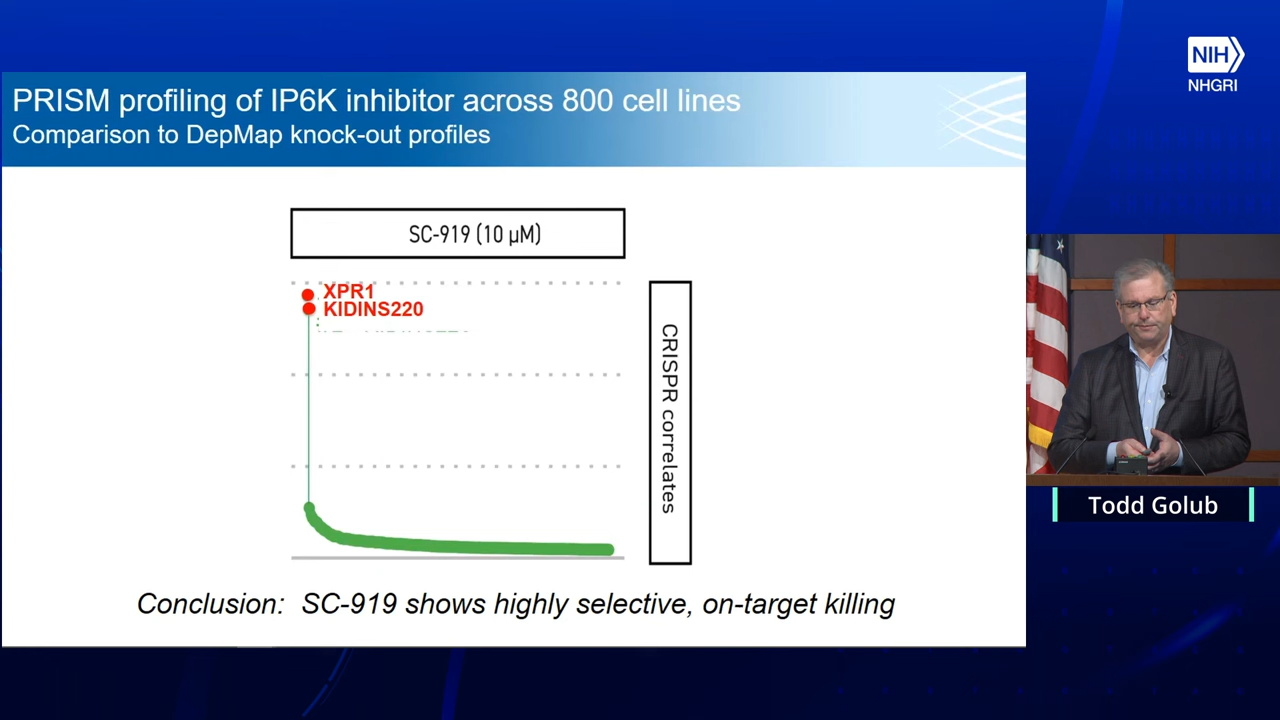 PRISM profiling of IP6K inhibitor across 800 cell lines
Comparison to DepMap knock-out profiles
SC-919 (10 µM)
XPR1
KIDINS220
CRISPR correlates
Conclusion: SC-919 shows highly selective, on-target killing
NIH
NHGRI
Todd Golub